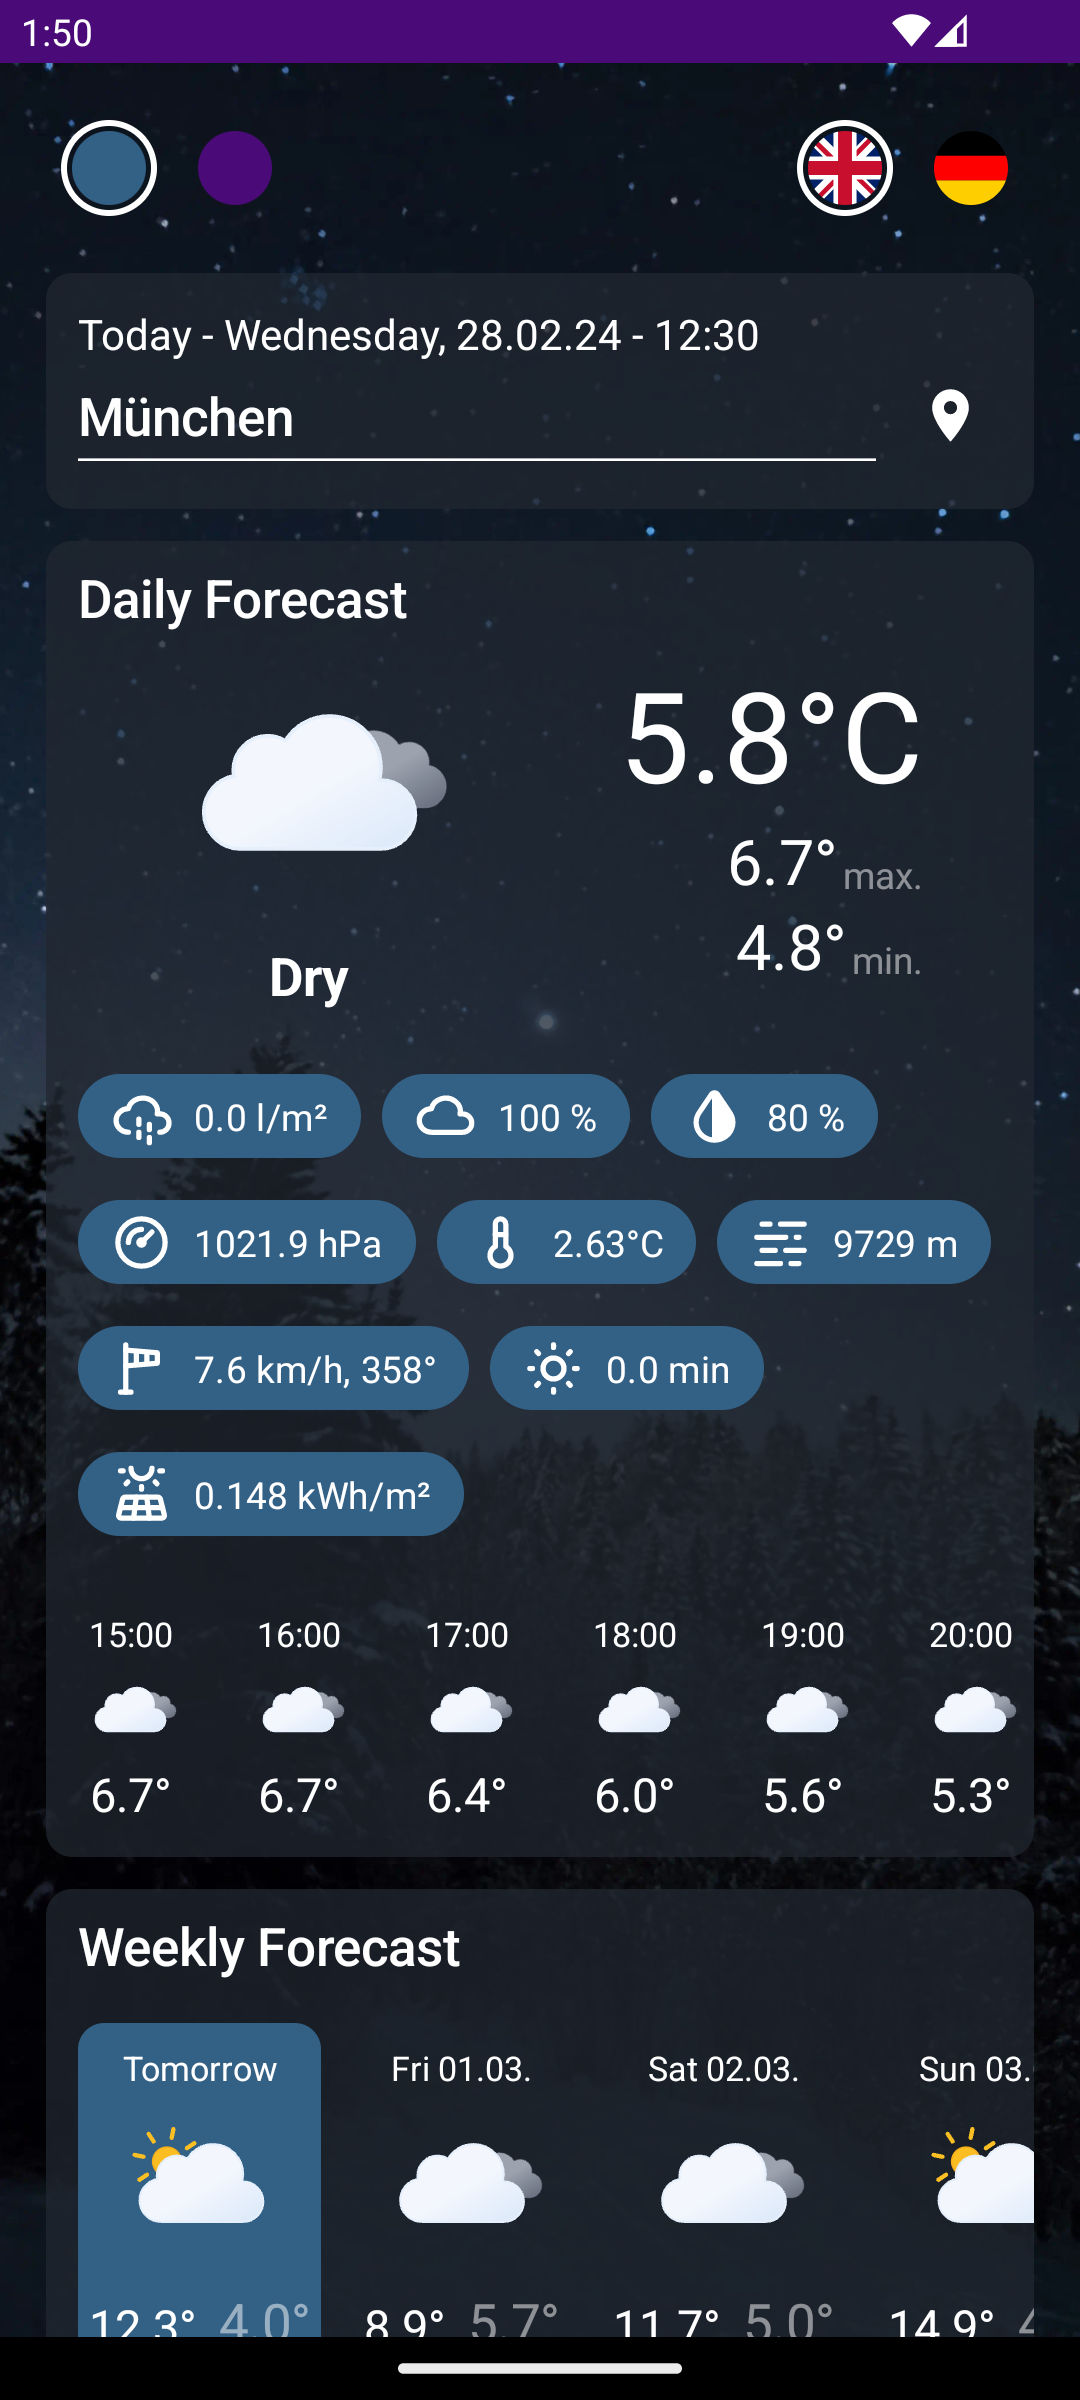 1:50
Today - Wednesday, 28.02.24 - 12:30
München
Daily Forecast
5.8°C
6.7° max.
4.8° min.
Dry
0.0 l/m² 100 % 80 %
1021.9 hPa 2.63°C 9729 m
7.6 km/h, 358° 0.0 min
0.148 kWh/m²
15:00 16:00 17:00 18:00 19:00 20:00
6.7° 6.7° 6.4° 6.0° 5.6° 5.3°
Weekly Forecast
Tomorrow Fri 01.03. Sat 02.03. Sun 03.
12.3° 4.0° 8.9° 5.7° 11.7° 5.0° 14.9°